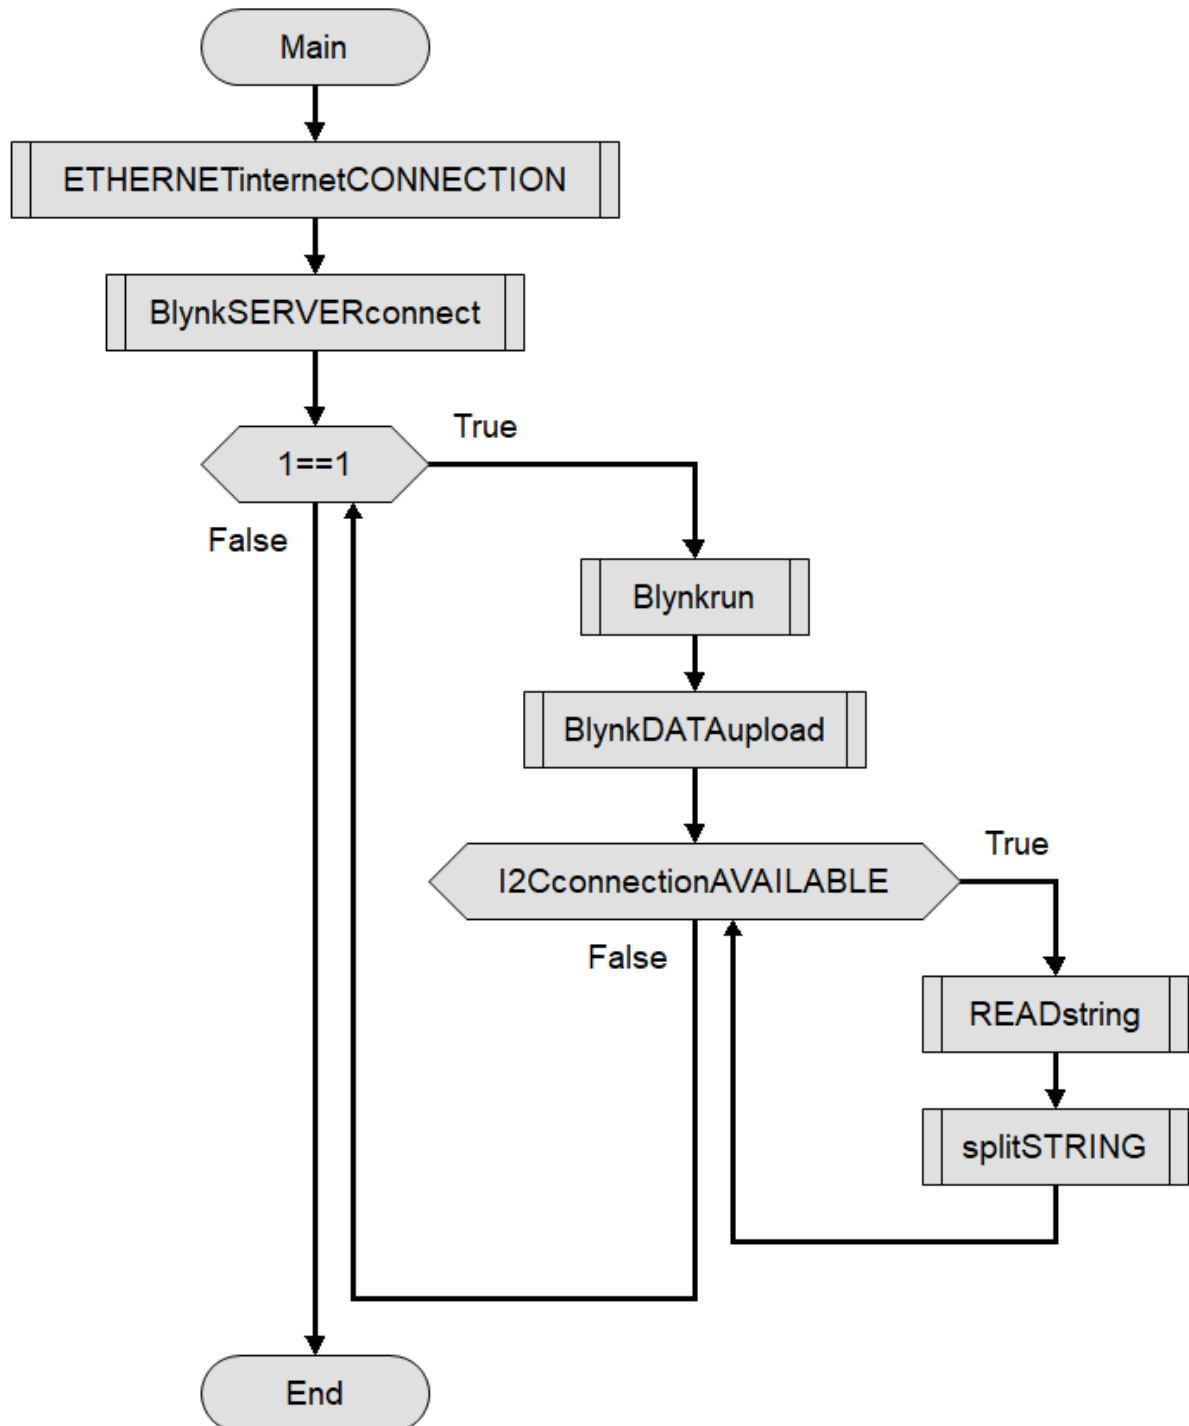 Main
ETHERNETinternetCONNECTION
BlynkSERVERconnect
1==1
True
False
Blynkrun
BlynkDATAupload
I2CconnectionAVAILABLE
True
False
READstring
splitSTRING
End